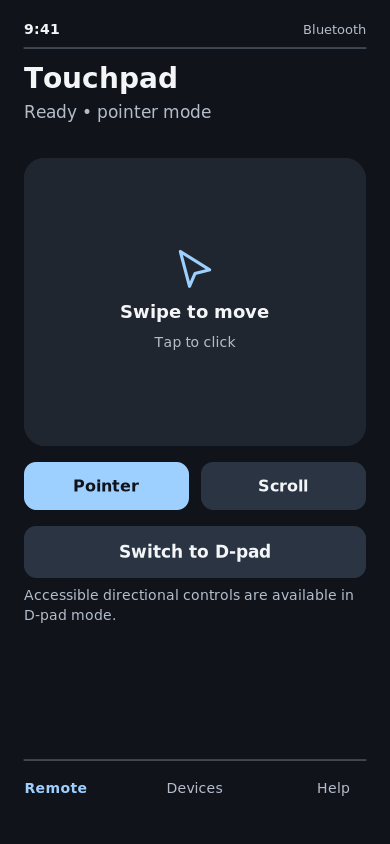 9:41
Bluetooth
Touchpad
Ready • pointer mode
Swipe to move
Tap to click
Pointer
Scroll
Switch to D-pad
Accessible directional controls are available in
D-pad mode.
Remote
Devices
Help